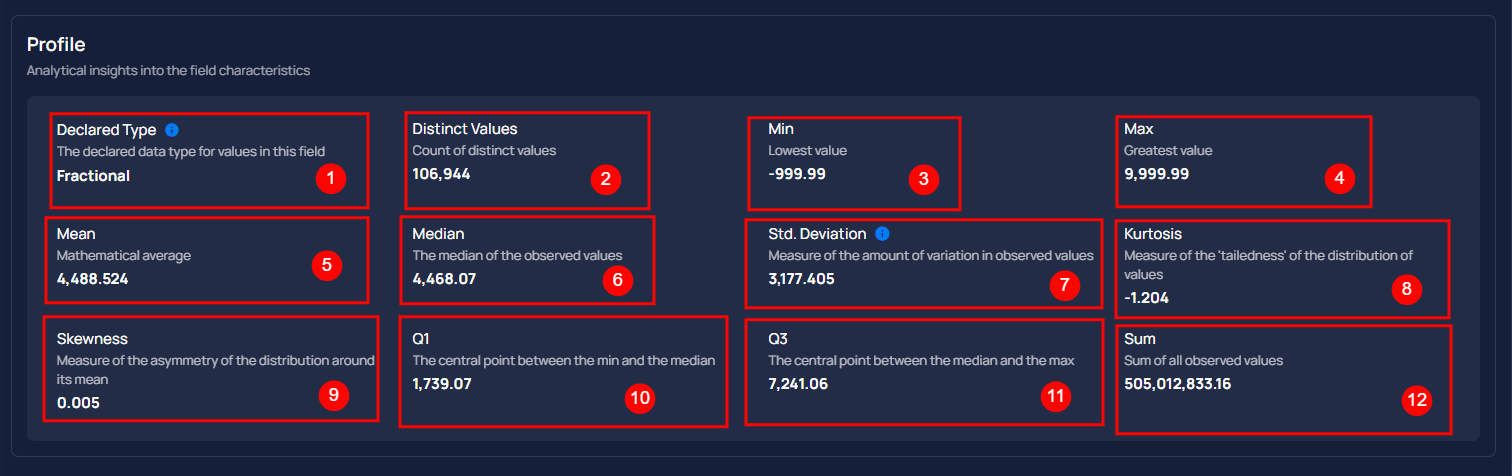 Profile
Analytical insights into the field characteristics
Declared Type
The declared data type for values in this field
Fractional
1
Distinct Values
Count of distinct values
106,944
2
Min
Lowest value
-999.99
3
Max
Greatest value
9,999.99
4
Mean
Mathematical average
4,488.524
5
Median
The median of the observed values
4,468.07
6
Std. Deviation
Measure of the amount of variation in observed values
3,177.405
7
Kurtosis
Measure of the 'tailedness' of the distribution of
values
-1.204
8
Skewness
Measure of the asymmetry of the distribution around
its mean
0.005
9
Q1
The central point between the min and the median
1,739.07
10
Q3
The central point between the median and the max
7,241.06
11
Sum
Sum of all observed values
505,012,833.16
12